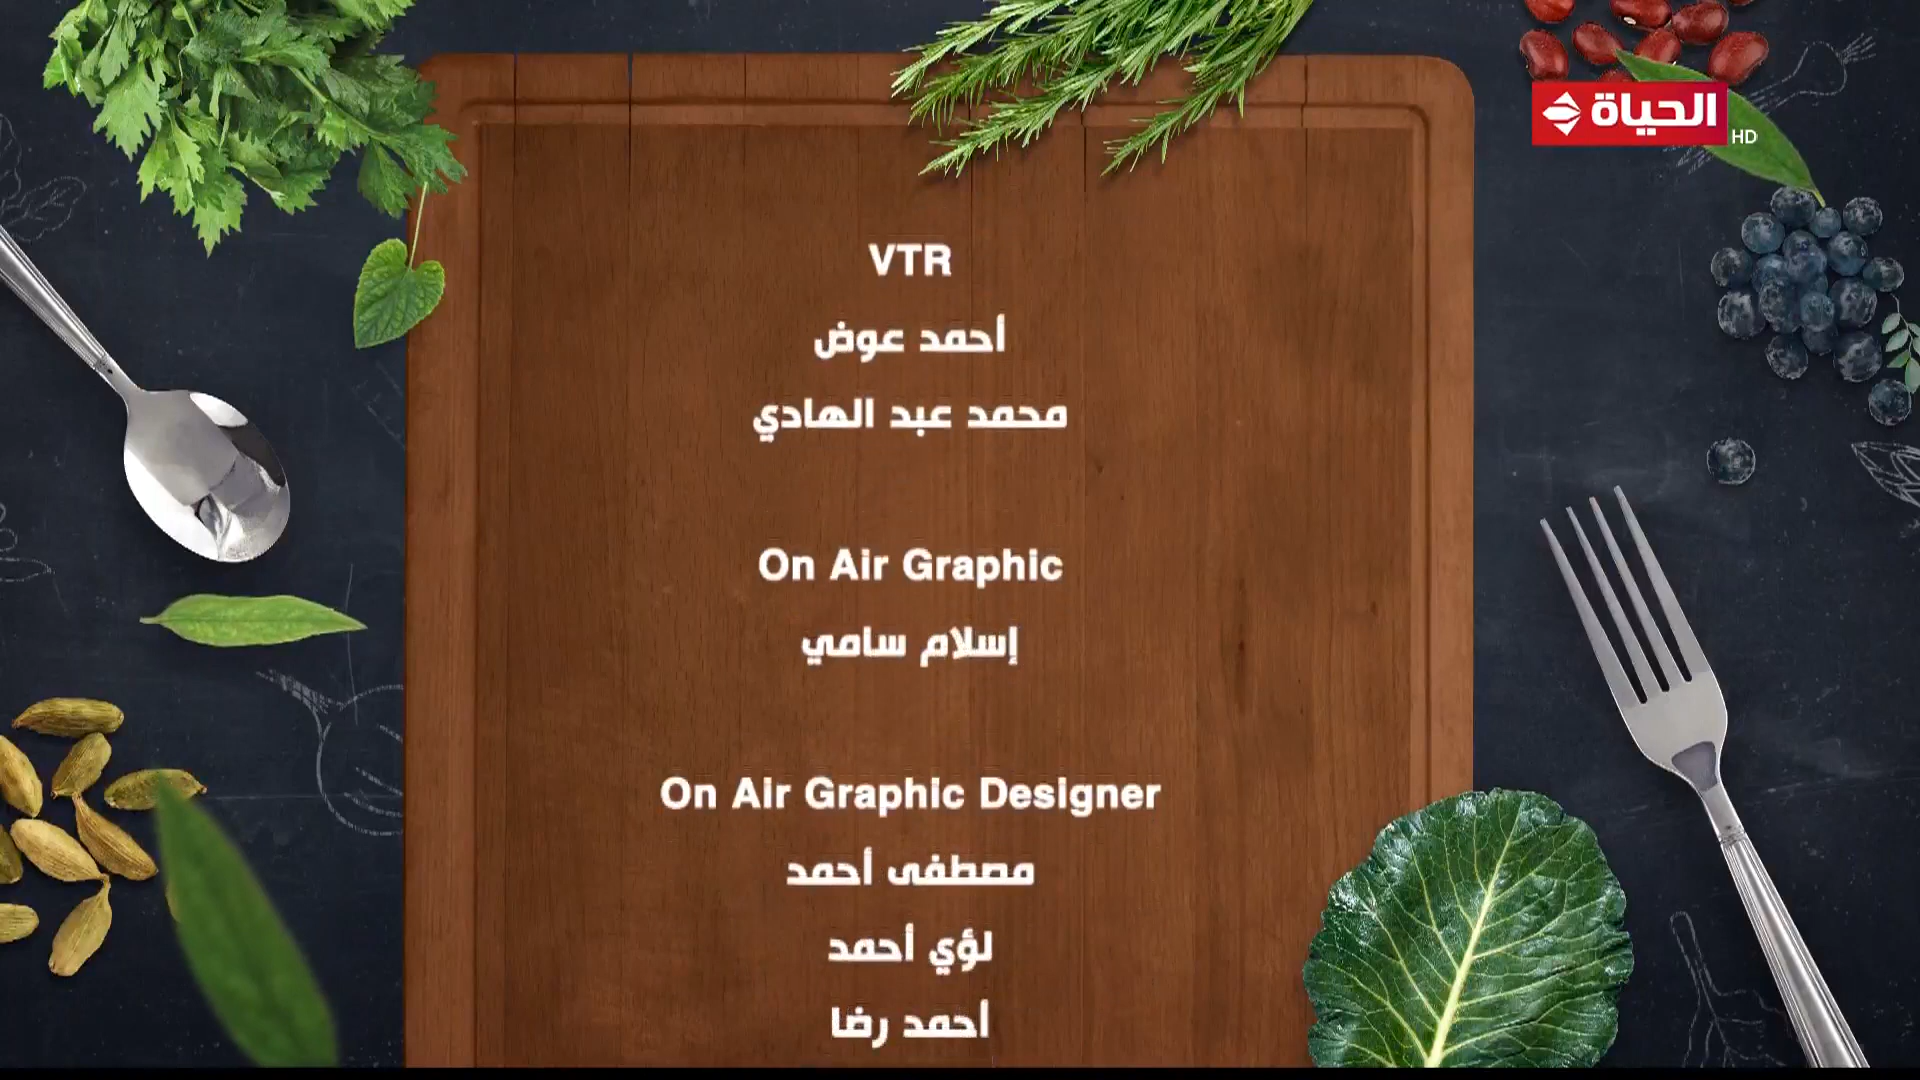 الحياة
HD
VTR
أحمد عوض
محمد عبد الهادي
On Air Graphic
إسلام سامي
On Air Graphic Designer
مصطفى أحمد
لؤي أحمد
أحمد رضا